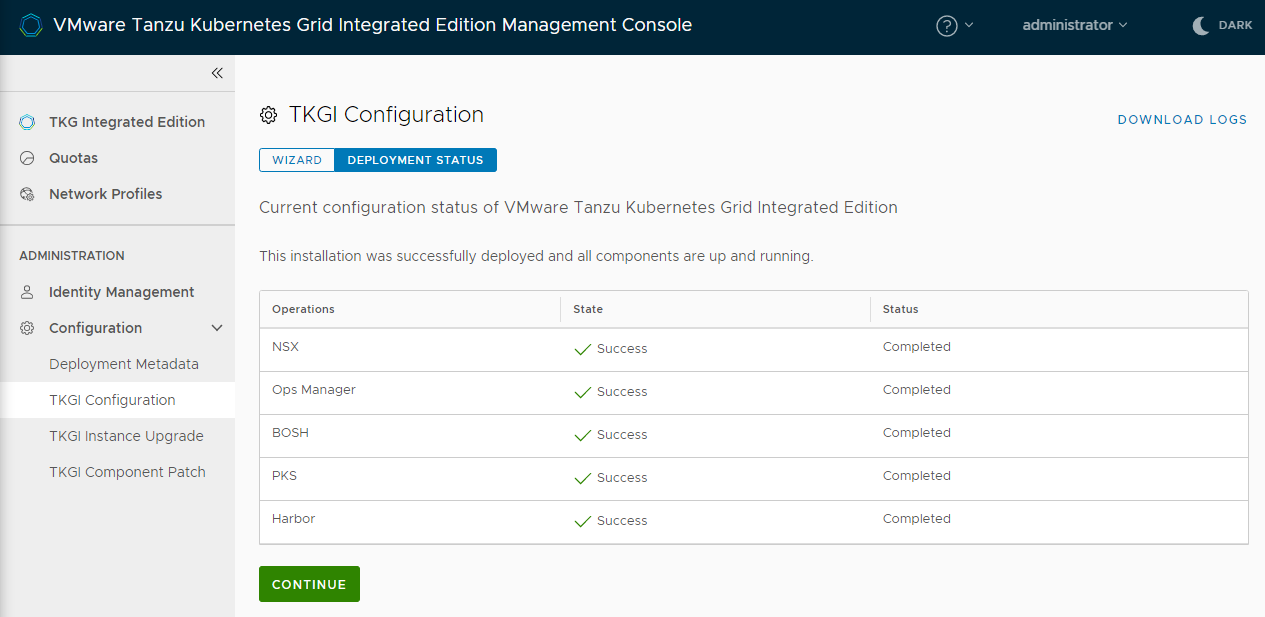 VMware Tanzu Kubernetes Grid Integrated Edition Management Console
administrator
DARK
TKG Integrated Edition
Quotas
Network Profiles
ADMINISTRATION
Identity Management
Configuration
Deployment Metadata
TKGI Configuration
TKGI Instance Upgrade
TKGI Component Patch
TKGI Configuration
DOWNLOAD LOGS
WIZARD DEPLOYMENT STATUS
Current configuration status of VMware Tanzu Kubernetes Grid Integrated Edition
This installation was successfully deployed and all components are up and running.
Operations State Status
NSX Success Completed
Ops Manager Success Completed
BOSH Success Completed
PKS Success Completed
Harbor Success Completed
CONTINUE